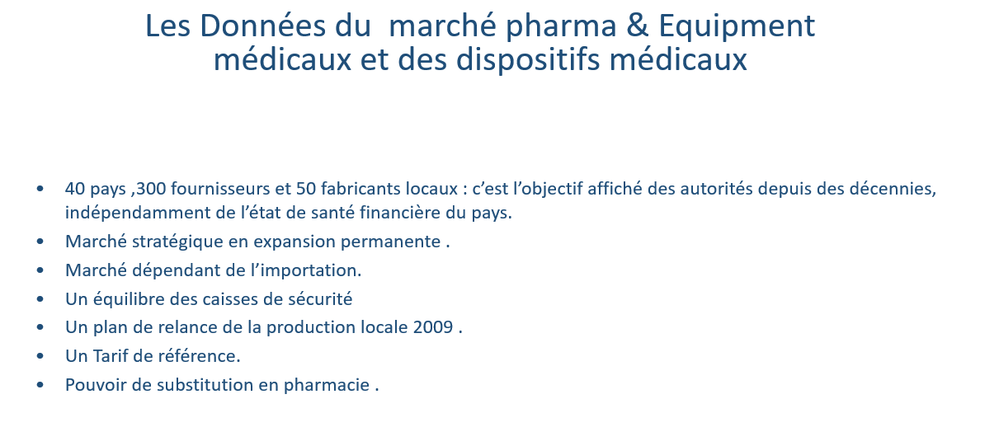 Les Données du  marché pharma & Equipment
médicaux et des dispositifs médicaux
• 40 pays ,300 fournisseurs et 50 fabricants locaux : c’est l’objectif affiché des autorités depuis des décennies,
indépendamment de l’état de santé financière du pays.
• Marché stratégique en expansion permanente .
• Marché dépendant de l’importation.
• Un équilibre des caisses de sécurité
• Un plan de relance de la production locale 2009 .
• Un Tarif de référence.
• Pouvoir de substitution en pharmacie .